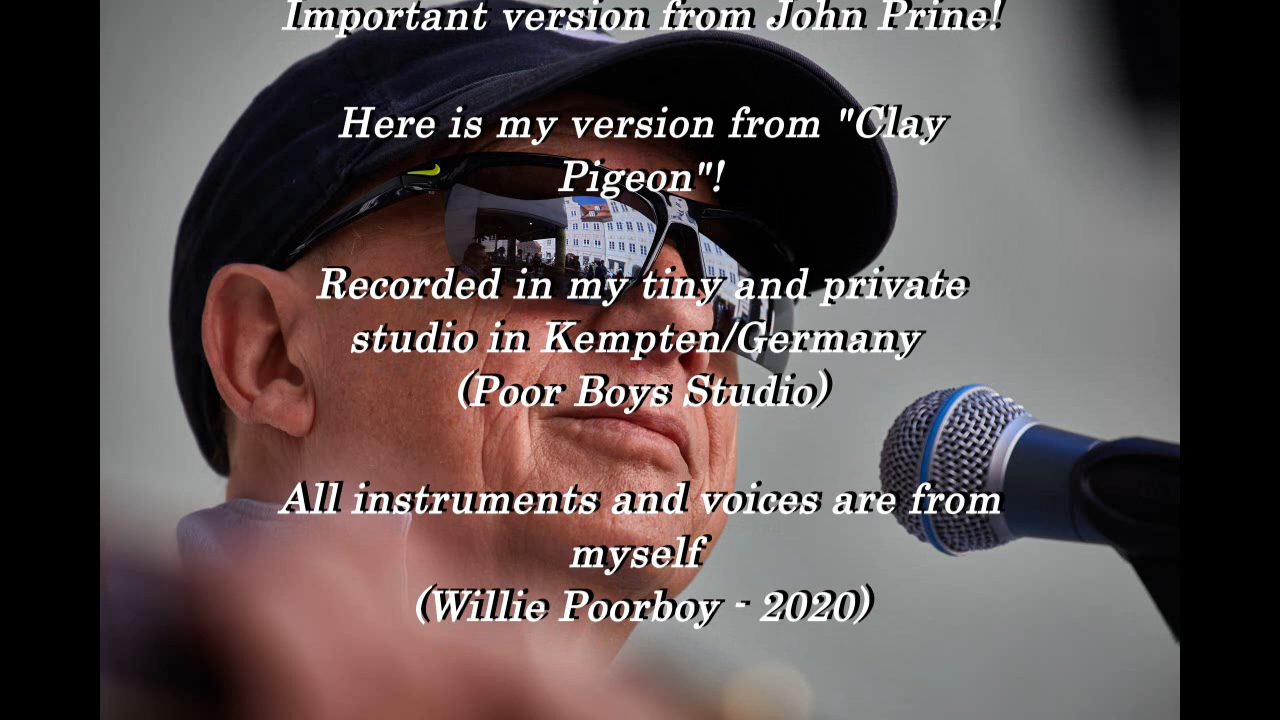 Important version from John Prine!
Here is my version from "Clay
Pigeon"!
Recorded in my tiny and private
studio in Kempten/Germany
(Poor Boys Studio)
All instruments and voices are from
myself
(Willie Poorboy - 2020)